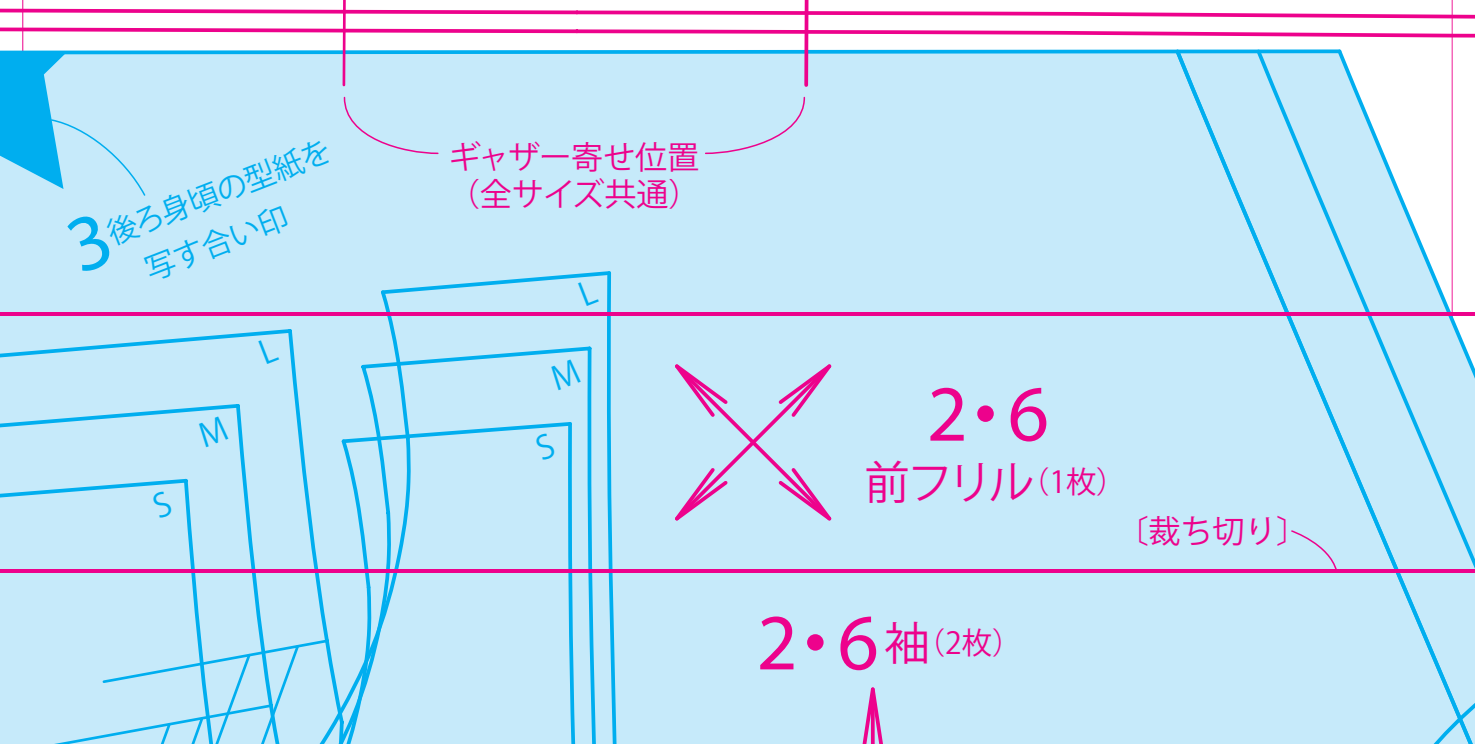 ギャザー寄せ位置
(全サイズ共通)
3後ろ身頃の型紙を
写す合い印
L
M
S
L
M
S
2・6
前フリル(1枚)
〔裁ち切り〕
2・6袖(2枚)